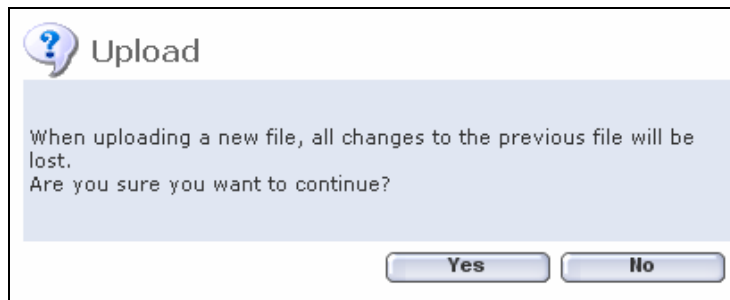 Upload
When uploading a new file, all changes to the previous file will be
lost.
Are you sure you want to continue?
Yes No